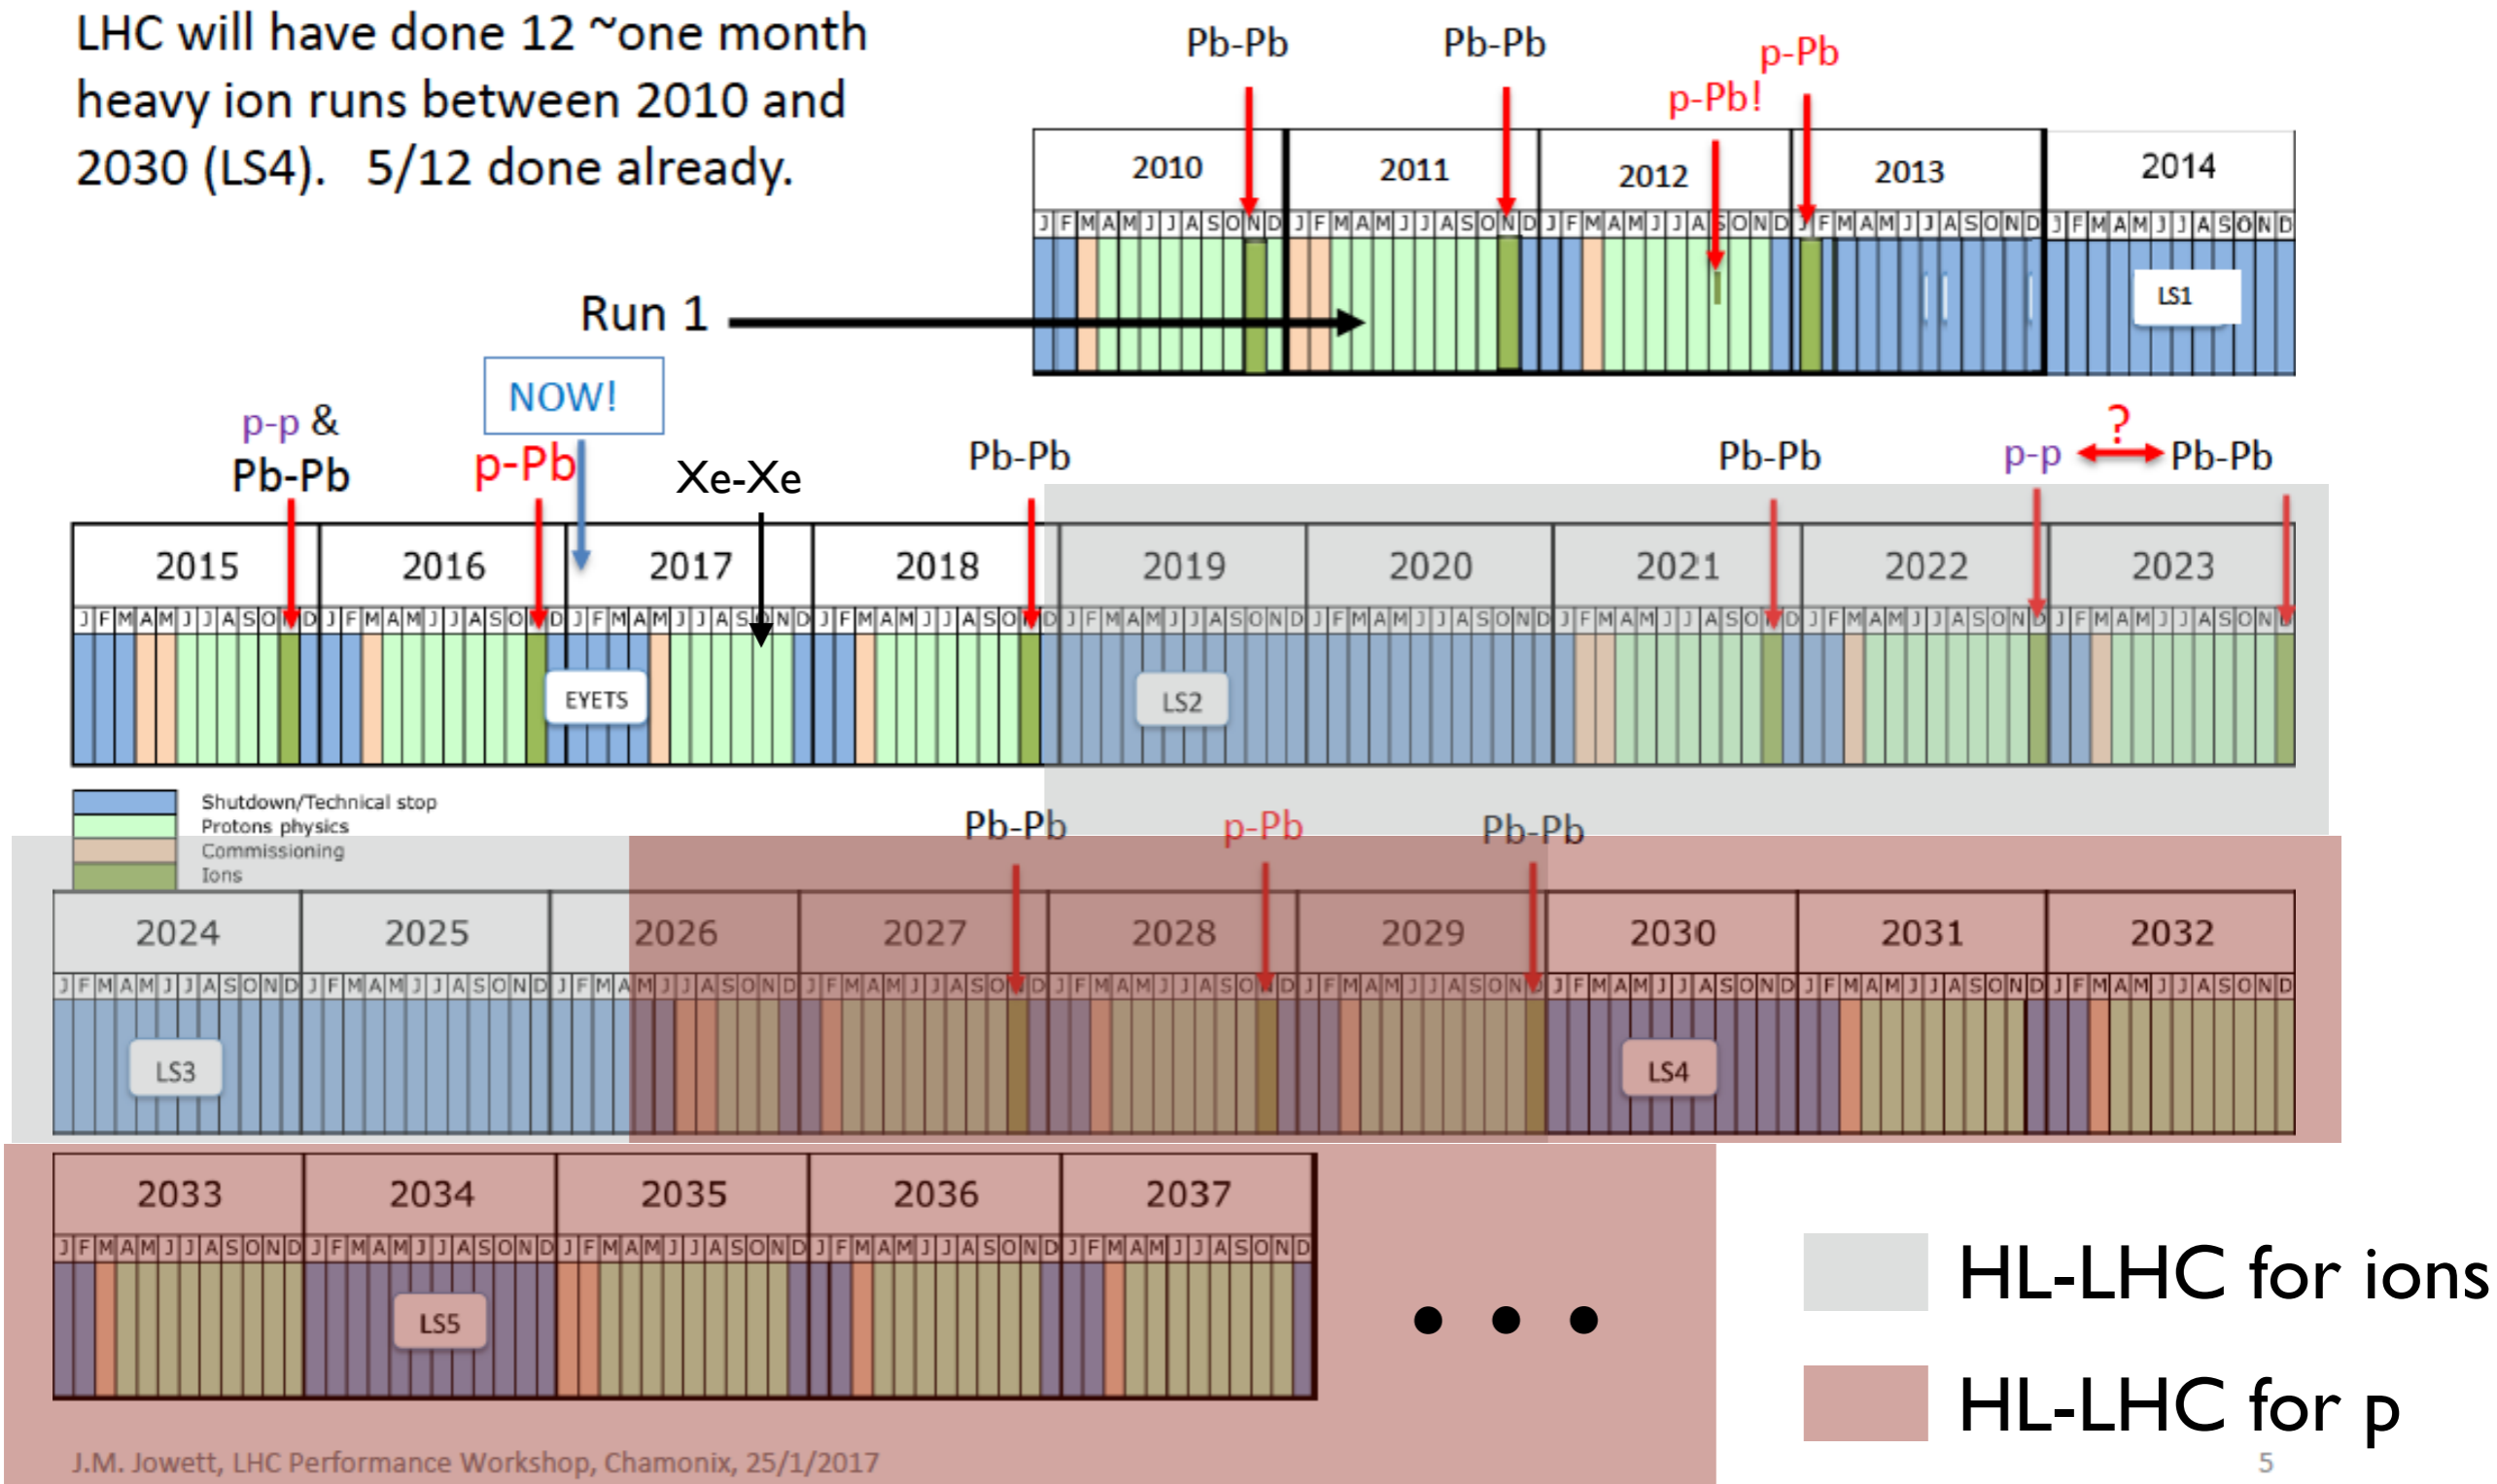 LHC will have done 12 ~one month
heavy ion runs between 2010 and
2030 (LS4). 5/12 done already.
Pb-Pb Pb-Pb p-Pb! p-Pb
2010 2011 2012 2013 2014
J F M A M J J A S O N D J F M A M J J A S O N D J F M A M J J A S O N D J F M A M J J A S O N D J F M A M J J A S O N D
LS1
Run 1
NOW!
p-p &
Pb-Pb p-Pb Xe-Xe Pb-Pb Pb-Pb p-p ? Pb-Pb
2015 2016 2017 2018 2019 2020 2021 2022 2023
J F M A M J J A S O D J F M A M J J A S O D J F M A M J J A S O N D J F M A M J J A S O D J F M A M J J A S O N D J F M A M J J A S O N D J F M A M J J A S O N D J F M A M J J A S O N D J F M A M J J A S O N D
EYETS LS2
Shutdown/Technical stop
Protons physics
Commissioning
Ions
Pb-Pb p-Pb Pb-Pb
2024 2025 2026 2027 2028 2029 2030 2031 2032
J F M A M J J A S O N D J F M A M J J A S O N D J F M A M J J A S O N D J F M A M J J A S O N D J F M A M J J A S O N D J F M A M J J A S O N D J F M A M J J A S O N D J F M A M J J A S O N D J F M A M J J A S O N D
LS3 LS4
2033 2034 2035 2036 2037
J F M A M J J A S O N D J F M A M J J A S O N D J F M A M J J A S O N D J F M A M J J A S O N D J F M A M J J A S O N D
LS5
• • •
HL-LHC for ions
HL-LHC for p
J.M. Jowett, LHC Performance Workshop, Chamonix, 25/1/2017
5